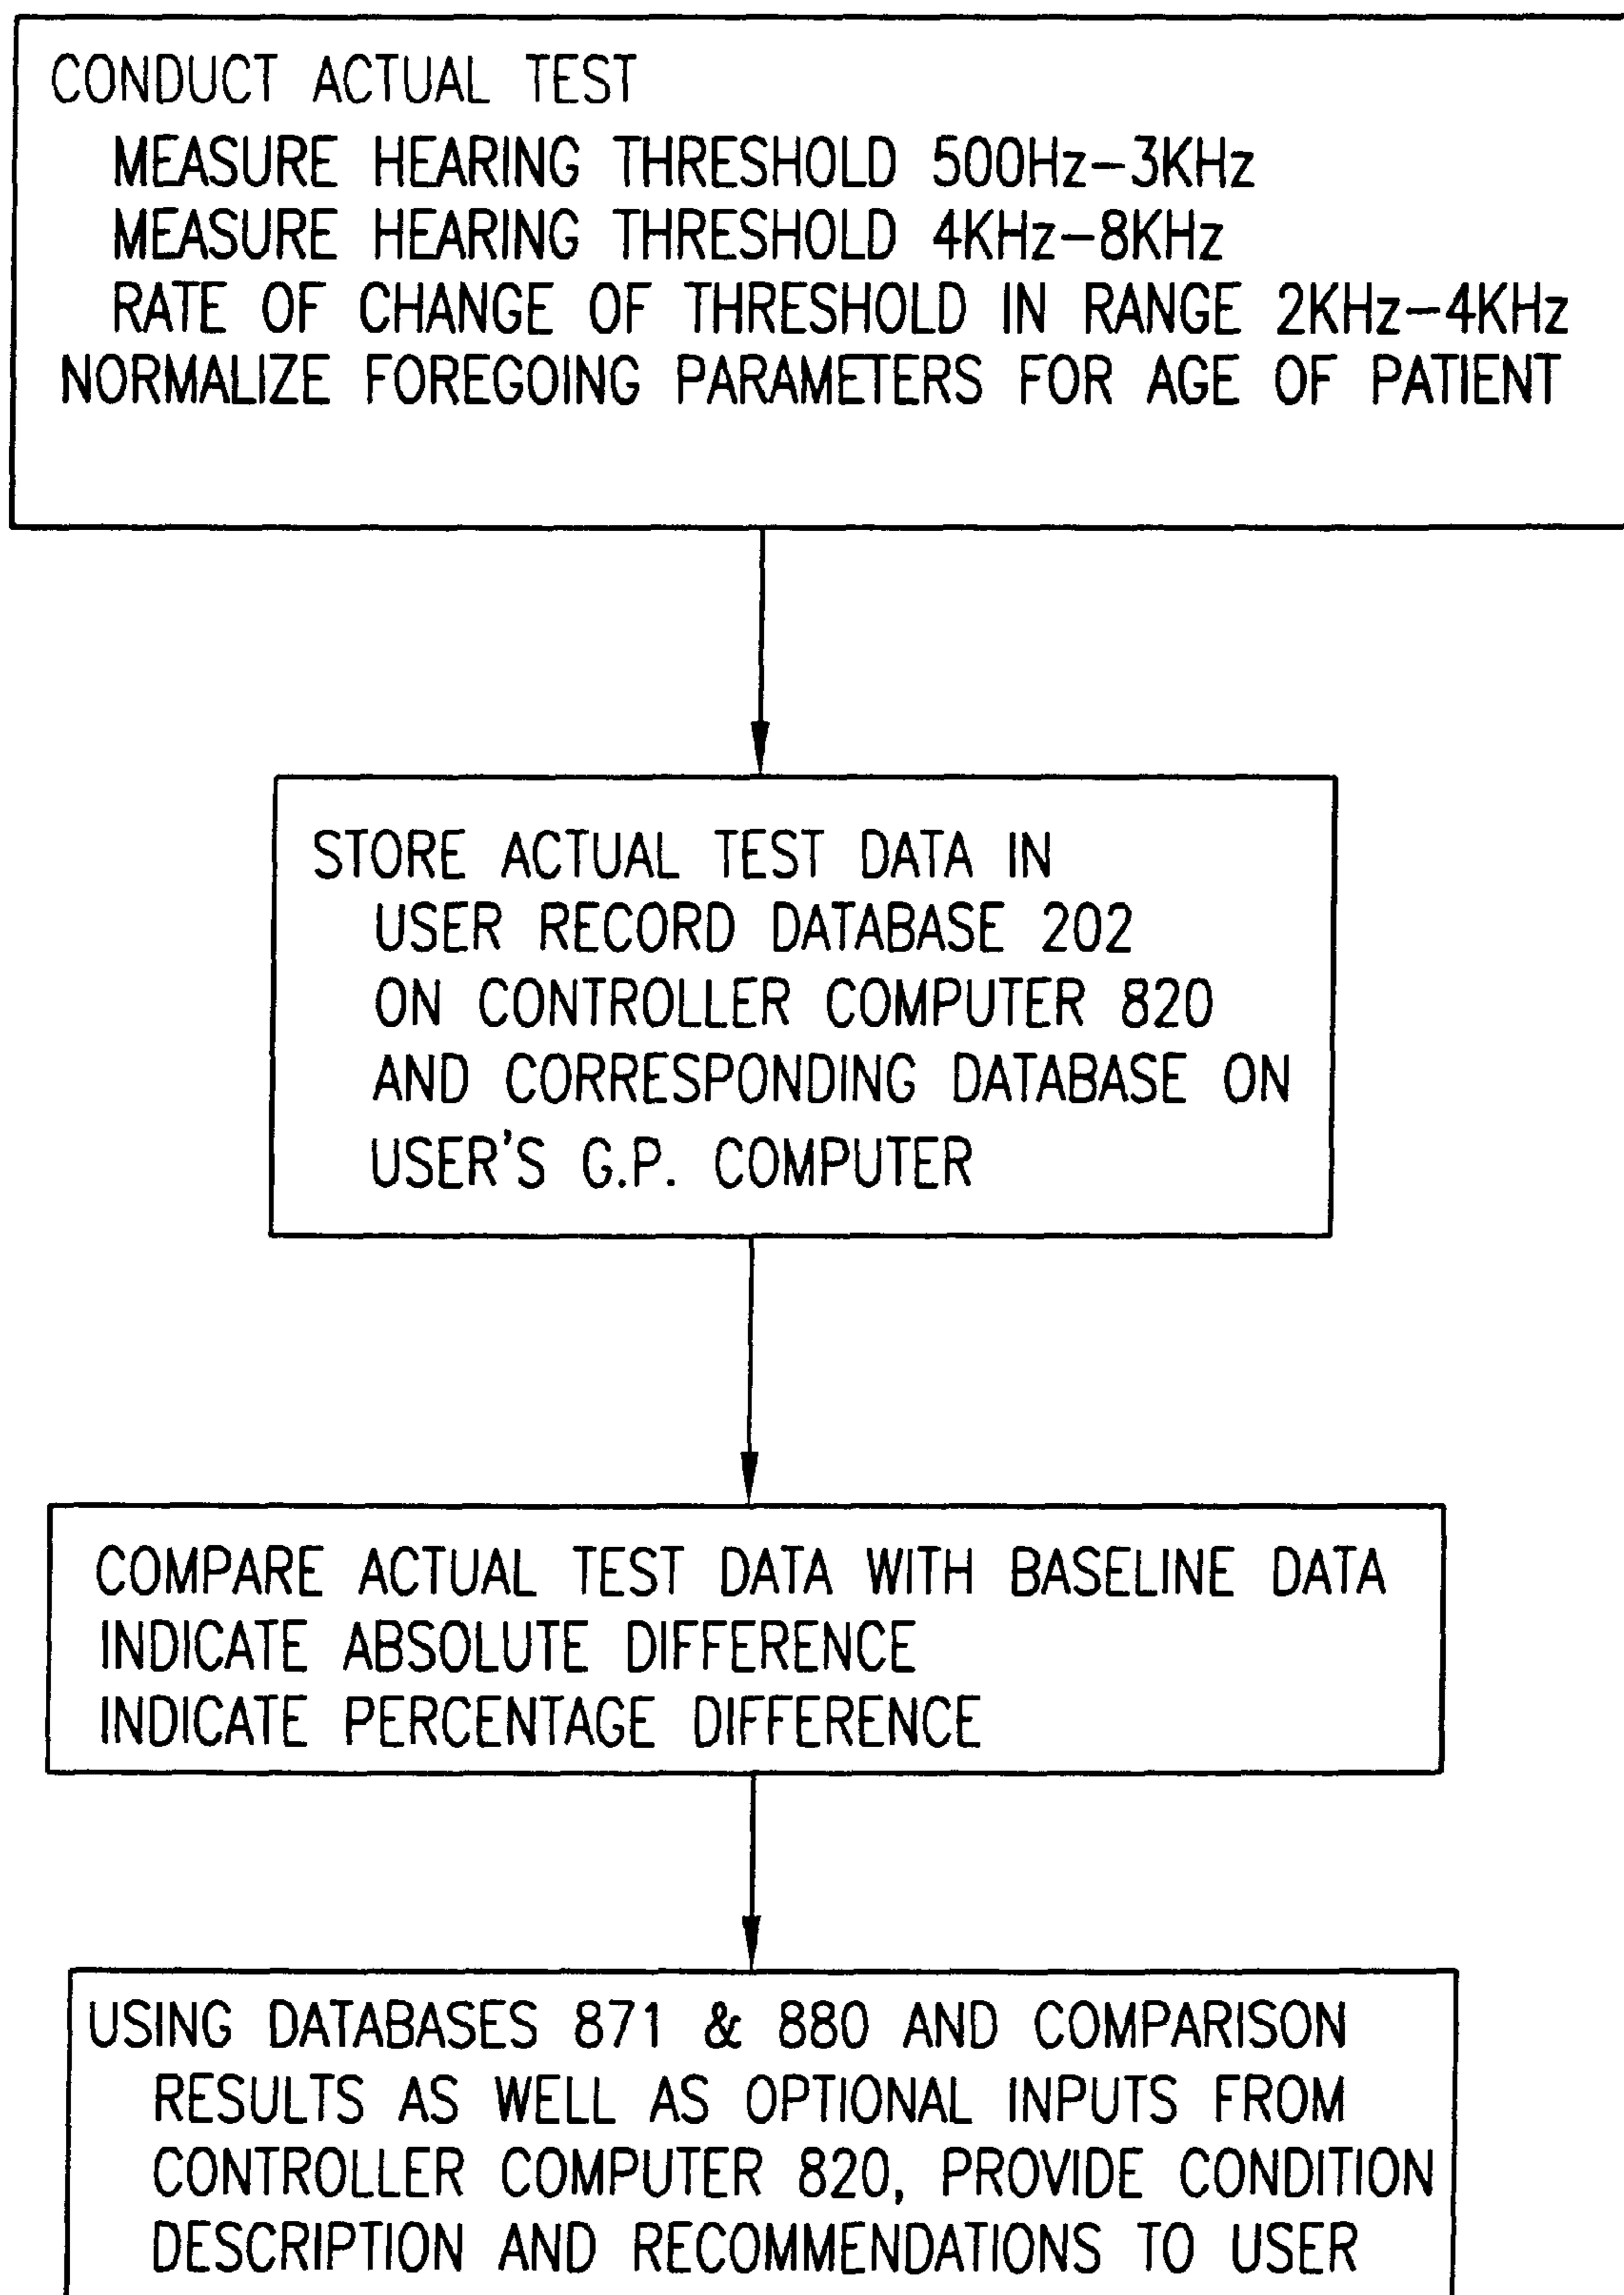 CONDUCT ACTUAL TEST
MEASURE HEARING THRESHOLD 500Hz-3KHz
MEASURE HEARING THRESHOLD 4KHz-8KHz
RATE OF CHANGE OF THRESHOLD IN RANGE 2KHz-4KHz
NORMALIZE FOREGOING PARAMETERS FOR AGE OF PATIENT
STORE ACTUAL TEST DATA IN
USER RECORD DATABASE 202
ON CONTROLLER COMPUTER 820
AND CORRESPONDING DATABASE ON
USER'S G.P. COMPUTER
COMPARE ACTUAL TEST DATA WITH BASELINE DATA
INDICATE ABSOLUTE DIFFERENCE
INDICATE PERCENTAGE DIFFERENCE
USING DATABASES 871 & 880 AND COMPARISON
RESULTS AS WELL AS OPTIONAL INPUTS FROM
CONTROLLER COMPUTER 820, PROVIDE CONDITION
DESCRIPTION AND RECOMMENDATIONS TO USER